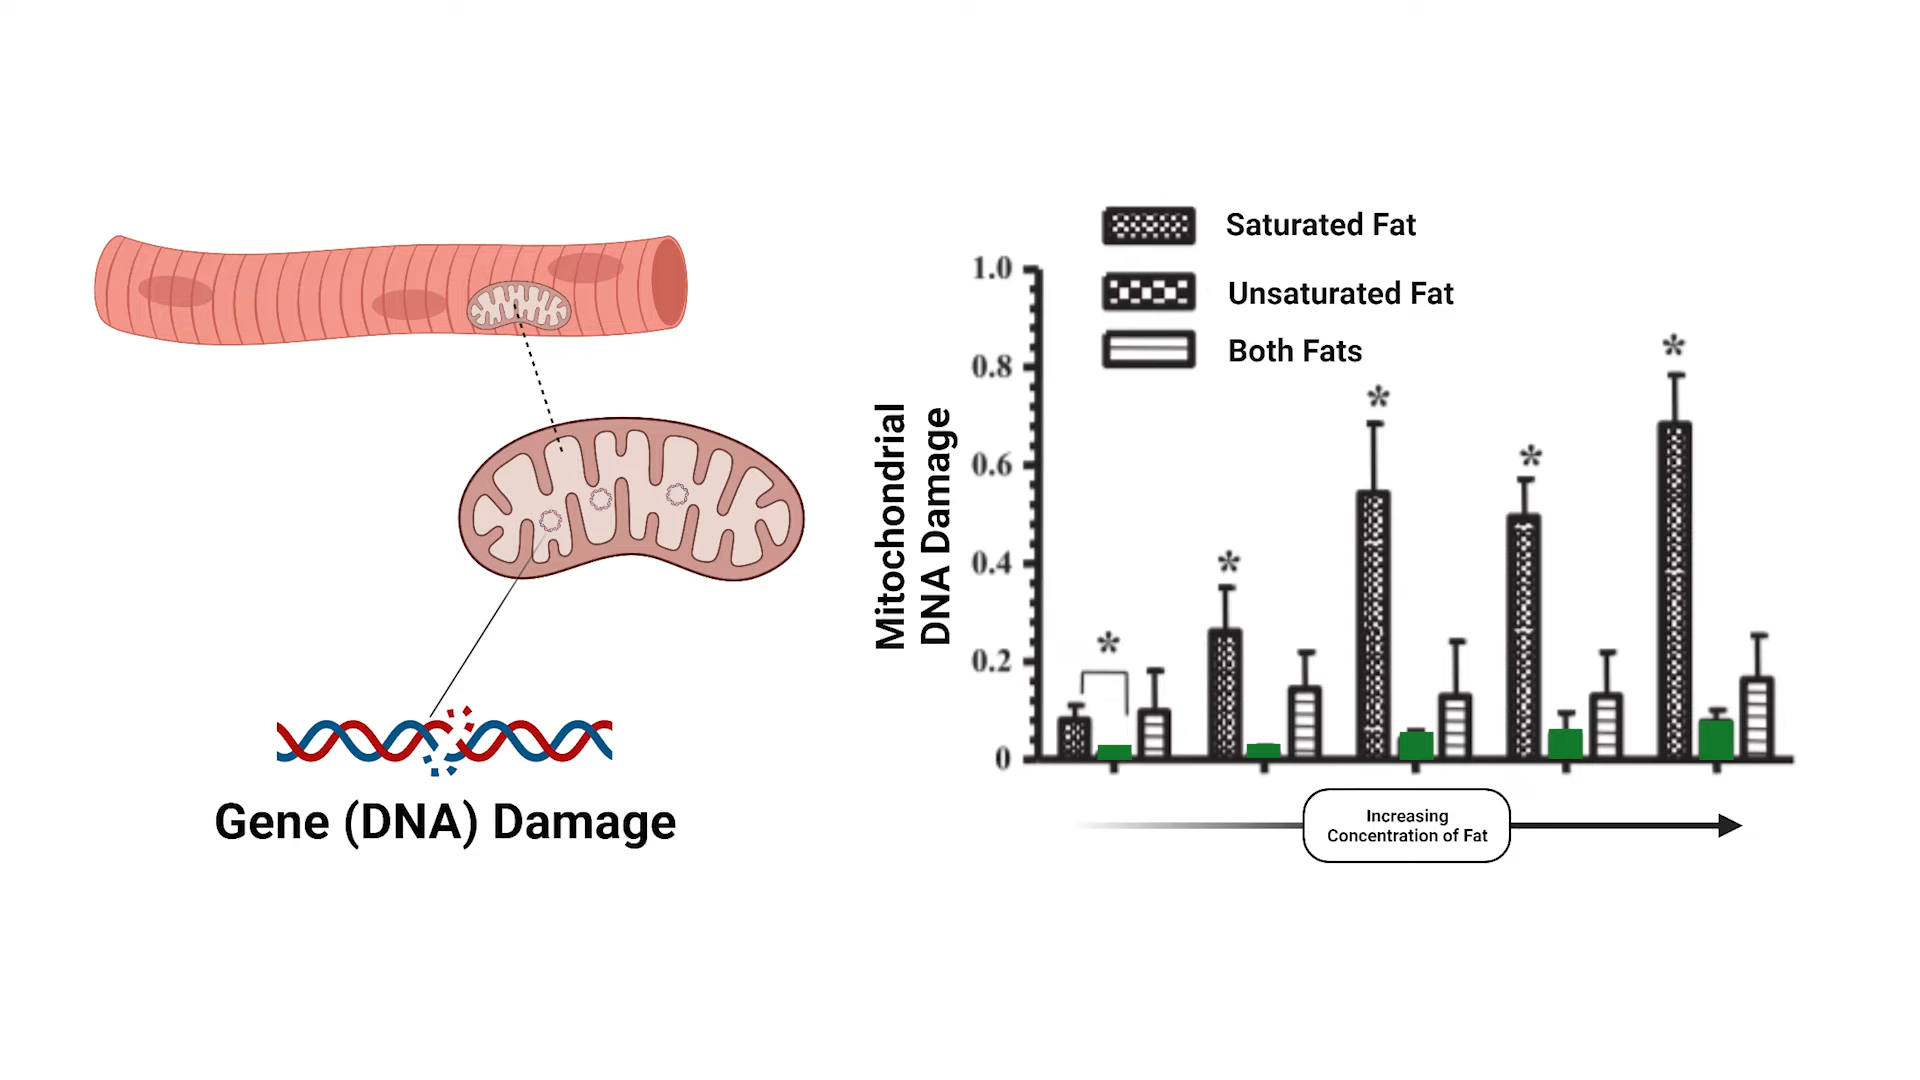 Saturated Fat
Unsaturated Fat
Both Fats
Mitochondrial
DNA Damage
1.0
0.8
0.6
0.4
0.2
0
*
*
*
*
*
Increasing
Concentration of Fat
Gene (DNA) Damage